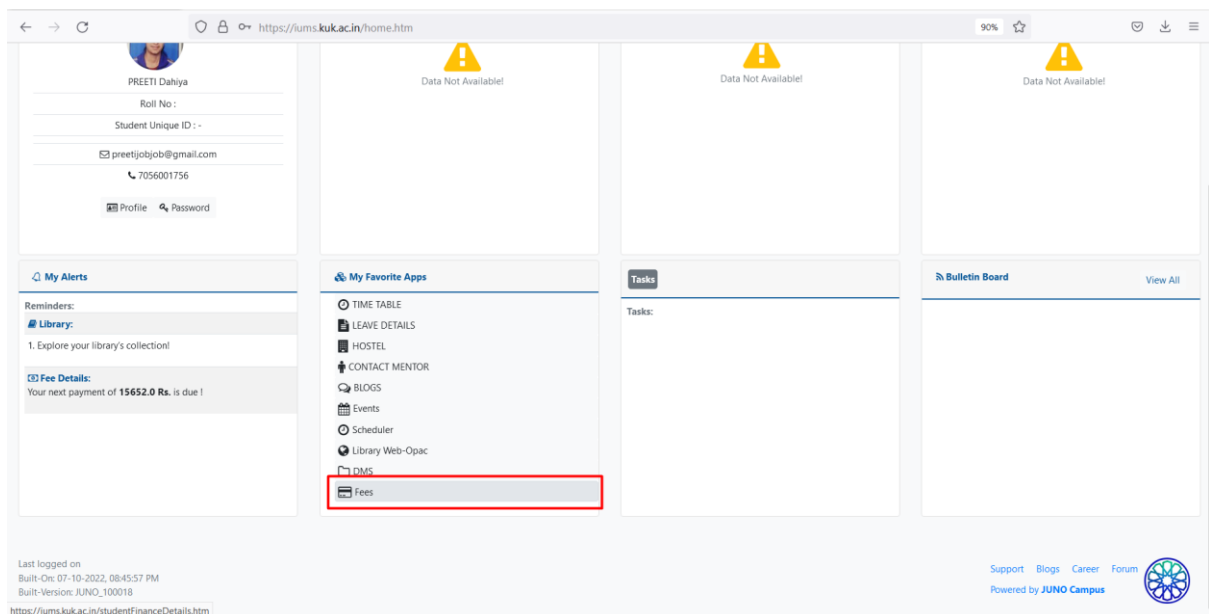 https://iums.kuk.ac.in/home.htm
90%
PREETI Dahiya
Roll No :
Student Unique ID : -
preetijobjob@gmail.com
7056001756
Profile Password
Data Not Available!
Data Not Available!
Data Not Available!
My Alerts
Reminders:
Library:
1. Explore your library's collection!
Fee Details:
Your next payment of 15652.0 Rs. is due !
My Favorite Apps
TIME TABLE
LEAVE DETAILS
HOSTEL
CONTACT MENTOR
BLOGS
Events
Scheduler
Library Web-Opac
DMS
Fees
Tasks
Tasks:
Bulletin Board View All
Last logged on
Built-On: 07-10-2022, 08:45:57 PM
Built-Version: JUNO_100018
Support Blogs Career Forum
Powered by JUNO Campus
https://iums.kuk.ac.in/studentFinanceDetails.htm